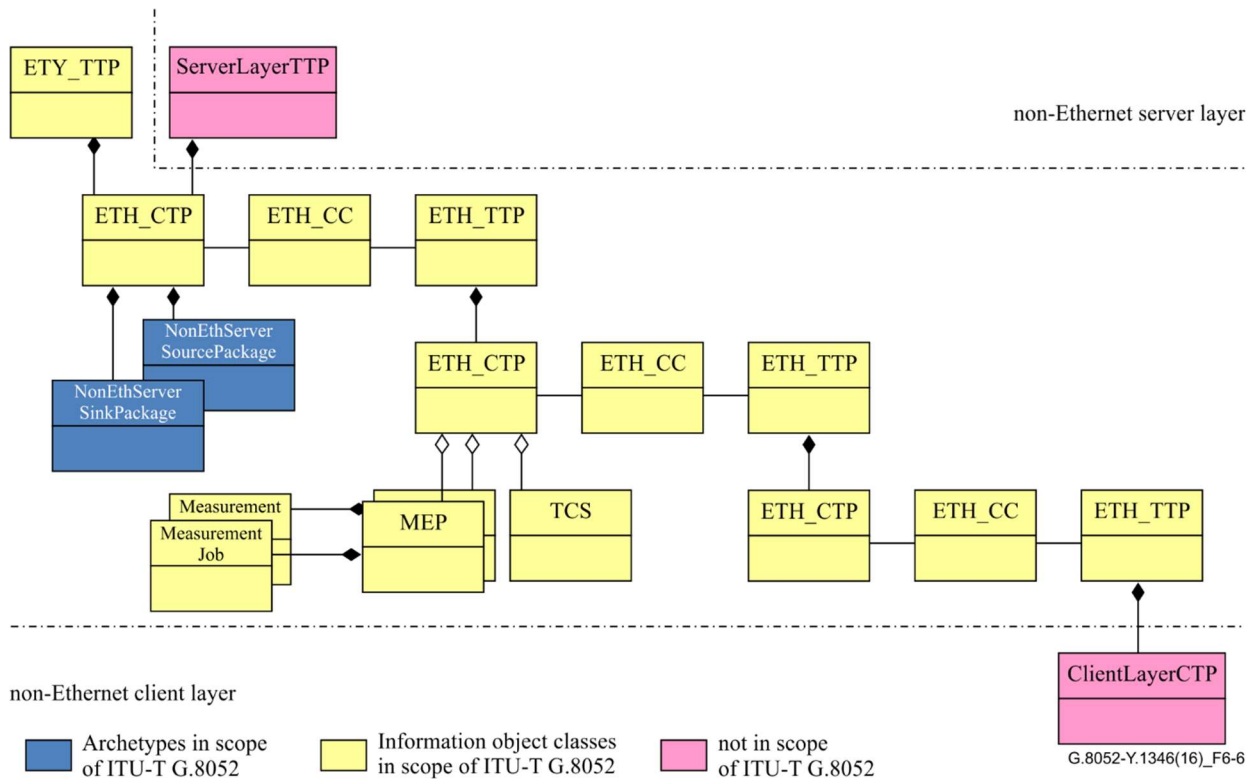 ETY_TTP
ServerLayerTTP
non-Ethernet server layer
ETH_CTP
ETH_CC
ETH_TTP
NonEthServer
SourcePackage
NonEthServer
SinkPackage
ETH_CTP
ETH_CC
ETH_TTP
Measurement
Measurement
Job
MEP
TCS
ETH_CTP
ETH_CC
ETH_TTP
ClientLayerCTP
non-Ethernet client layer
Archetypes in scope
of ITU-T G.8052
Information object classes
in scope of ITU-T G.8052
not in scope
of ITU-T G.8052
G.8052-Y.1346(16)_F6-6